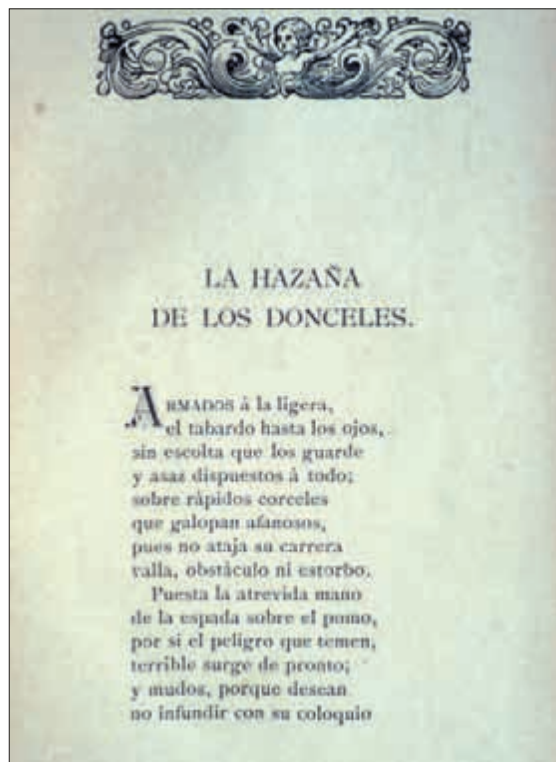 LA HAZAÑA
DE LOS DONCELES.
ARMADOS á la ligera,
el tabardo hasta los ojos,
sin escolta que los guarde
y asaz dispuestos á todo;
sobre rápidos corceles
que galopan afanosos,
pues no ataja su carrera
valla, obstáculo ni estorbo.
Puesta la atrevida mano
de la espada sobre el pomo,
por si el peligro que temen,
terrible surge de pronto;
y mudos, porque desean
no infundir con su coloquio